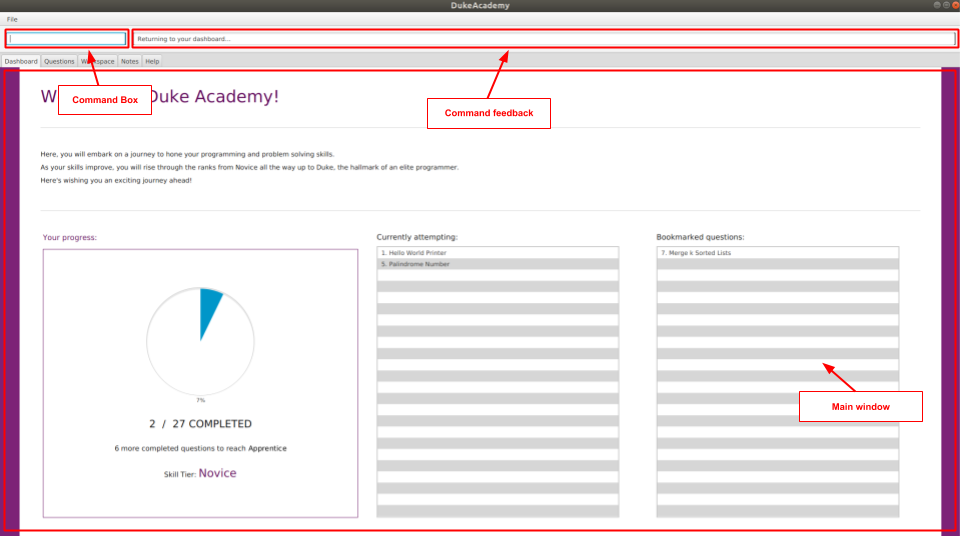 DukeAcademy
File
Returning to your dashboard...
Dashboard Questions Notes Help
Command Box
Duke Academy!
Command feedback
Here, you will embark on a journey to hone your programming and problem solving skills.
As your skills improve, you will rise through the ranks from Novice all the way up to Duke, the hallmark of an elite programmer.
Here's wishing you an exciting journey ahead!
Your progress:
7%
2 / 27 COMPLETED
6 more completed questions to reach Apprentice
Skill Tier: Novice
Currently attempting:
1. Hello World Printer
5. Palindrome Number
Bookmarked questions:
7. Merge k Sorted Lists
Main window